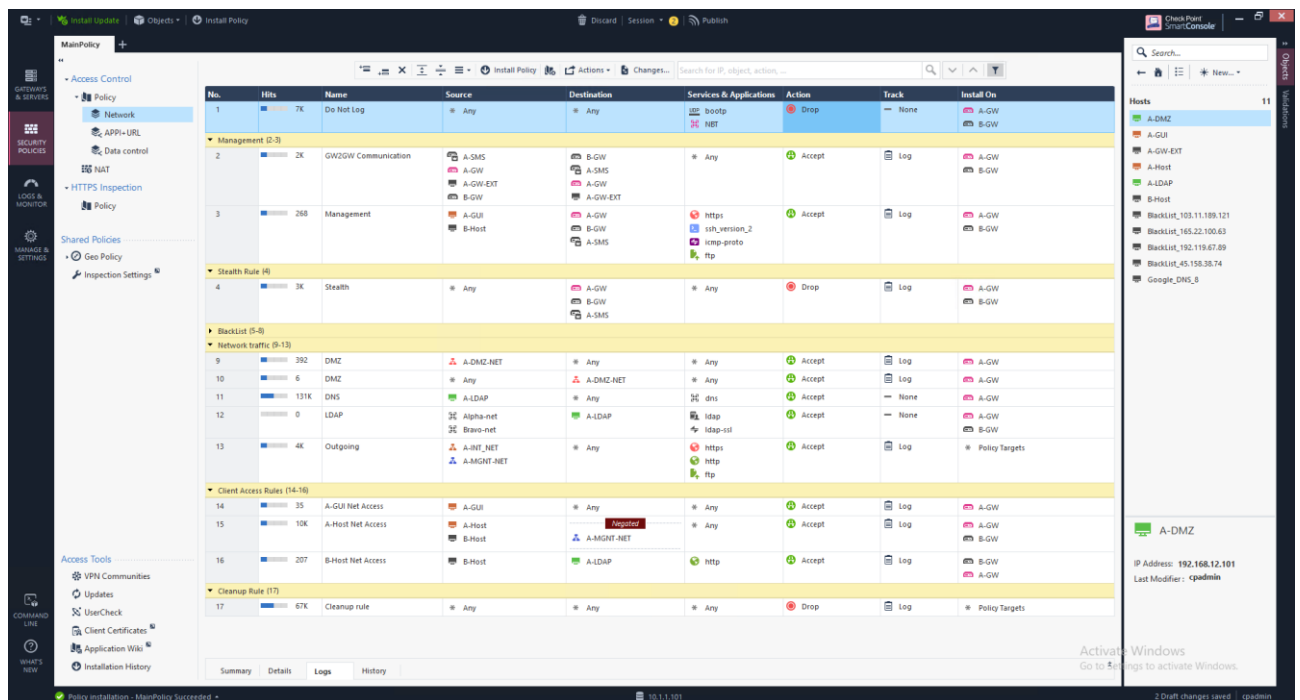 Install Update Objects Install Policy
Discard Session 2 Publish
Check Point
SmartConsole
MainPolicy
GATEWAYS
& SERVERS
SECURITY
POLICIES
LOGS &
MONITOR
MANAGE &
SETTINGS
COMMAND
LINE
WHAT'S
NEW
Access Control
Policy
Network
APPI+URL
Data control
NAT
HTTPS Inspection
Policy
Shared Policies
Geo Policy
Inspection Settings
Access Tools
VPN Communities
Updates
UserCheck
Client Certificates
Application Wiki
Installation History
Install Policy Actions Changes... Search for IP, object, action, ...
No. Hits Name Source Destination Services & Applications Action Track Install On
1 7K Do Not Log Any Any bootp Drop None A-GW
NBT B-GW
Management (2-3)
2 2K GW2GW Communication A-SMS B-GW Any Accept Log A-GW
A-GW A-SMS B-GW
A-GW-EXT A-GW
B-GW A-GW-EXT
3 268 Management A-GUI A-GW https Accept Log A-GW
B-Host B-GW ssh_version_2 B-GW
A-SMS icmp-proto
ftp
Stealth Rule (4)
4 3K Stealth Any A-GW Any Drop Log A-GW
B-GW B-GW
A-SMS
BlackList (5-8)
Network traffic (9-13)
9 392 DMZ A-DMZ-NET Any Any Accept Log A-GW
10 6 DMZ Any A-DMZ-NET Any Accept Log A-GW
11 131K DNS A-LDAP Any dns Accept None A-GW
12 0 LDAP Alpha-net A-LDAP ldap Accept None A-GW
Bravo-net ldap-ssl B-GW
13 4K Outgoing A-INT_NET Any https Accept Log Policy Targets
A-MGNT-NET http
ftp
Client Access Rules (14-16)
14 35 A-GUI Net Access A-GUI Any Any Accept Log A-GW
15 10K A-Host Net Access A-Host Negated Any Accept Log A-GW
B-Host A-MGNT-NET B-GW
16 207 B-Host Net Access B-Host A-LDAP http Accept Log B-GW
A-GW
Cleanup Rule (17)
17 67K Cleanup rule Any Any Any Drop Log Policy Targets
Summary Details Logs History
Search...
New...
Hosts 11
A-DMZ
A-GUI
A-GW-EXT
A-Host
A-LDAP
B-Host
BlackList_103.11.189.121
BlackList_165.22.100.63
BlackList_192.119.67.89
BlackList_45.158.38.74
Google_DNS_8
A-DMZ
IP Address: 192.168.12.101
Last Modifier: cpadmin
Objects
Validations
Activate Windows
Go to Settings to activate Windows.
Policy installation - MainPolicy Succeeded 10.1.1.101 2 Draft changes saved cpadmin